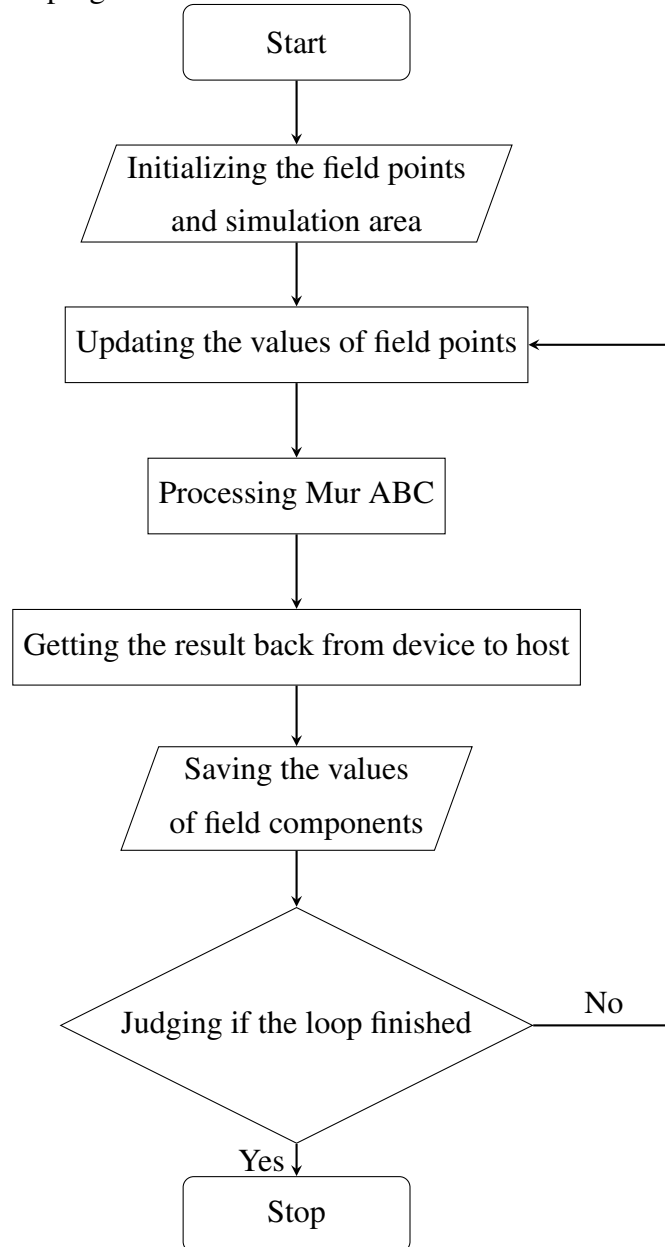 Start
Initializing the field points
and simulation area
Updating the values of field points
Processing Mur ABC
Getting the result back from device to host
Saving the values
of field components
Judging if the loop finished
No
Yes
Stop